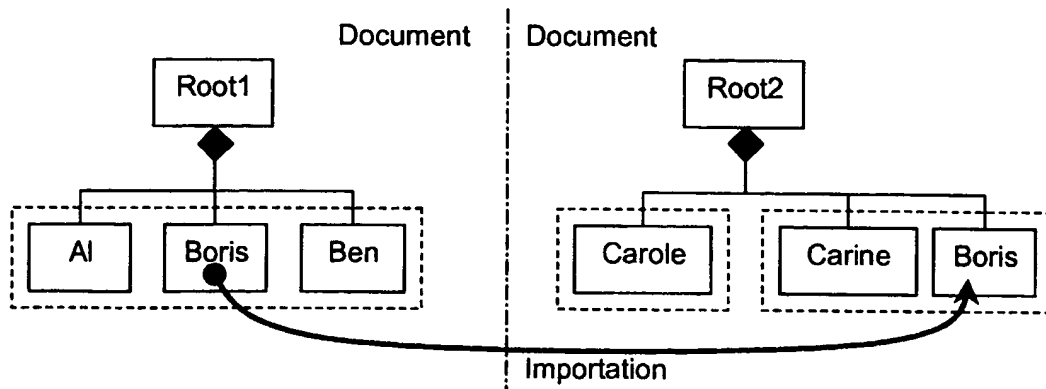 Document Document
Root1 Root2
Al Boris Ben Carole Carine Boris
Importation